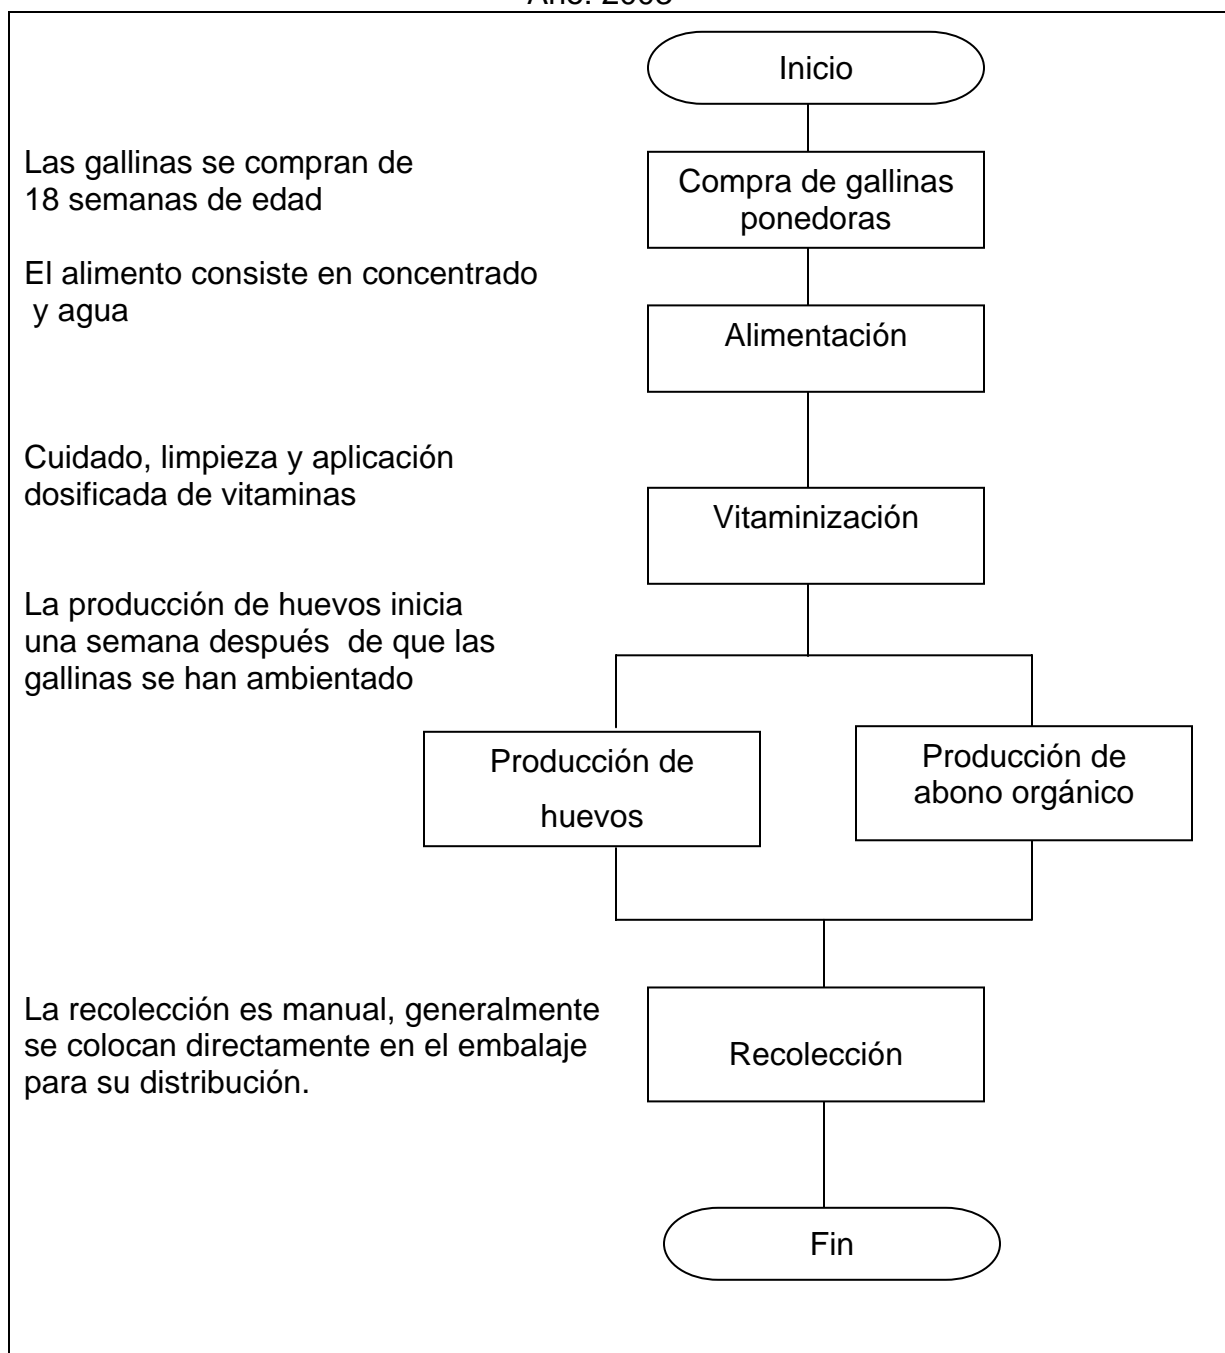 Inicio
Las gallinas se compran de
18 semanas de edad
Compra de gallinas
ponedoras
El alimento consiste en concentrado
y agua
Alimentación
Cuidado, limpieza y aplicación
dosificada de vitaminas
Vitaminización
La producción de huevos inicia
una semana después  de que las
gallinas se han ambientado
Producción de
huevos
Producción de
abono orgánico
La recolección es manual, generalmente
se colocan directamente en el embalaje
para su distribución.
Recolección
Fin